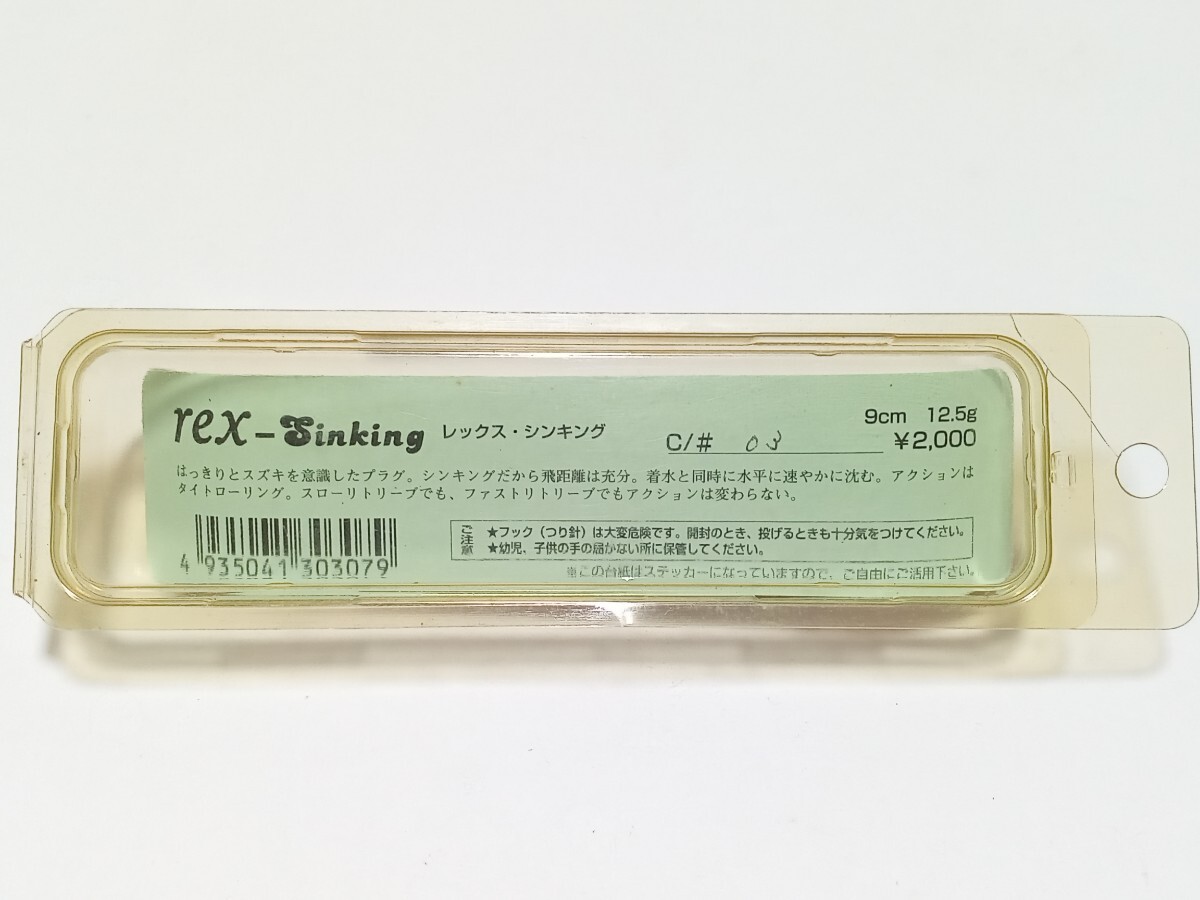 rex-Sinking レックス・シンキング
C/# 03
9cm 12.5g
¥2,000
はっきりとスズキを意識したプラグ。シンキングだから飛距離は充分。着水と同時に水平に速やかに沈む。アクションは
タイトローリング。スローリトリーブでも、ファストリトリーブでもアクションは変わらない。
4 935041 303079
ご注意
★フック（つり針）は大変危険です。開封のとき、投げるときも十分気をつけてください。
★幼児、子供の手の届かない所に保管してください。
※この台紙はステッカーになっていますので、ご自由にご活用下さい。